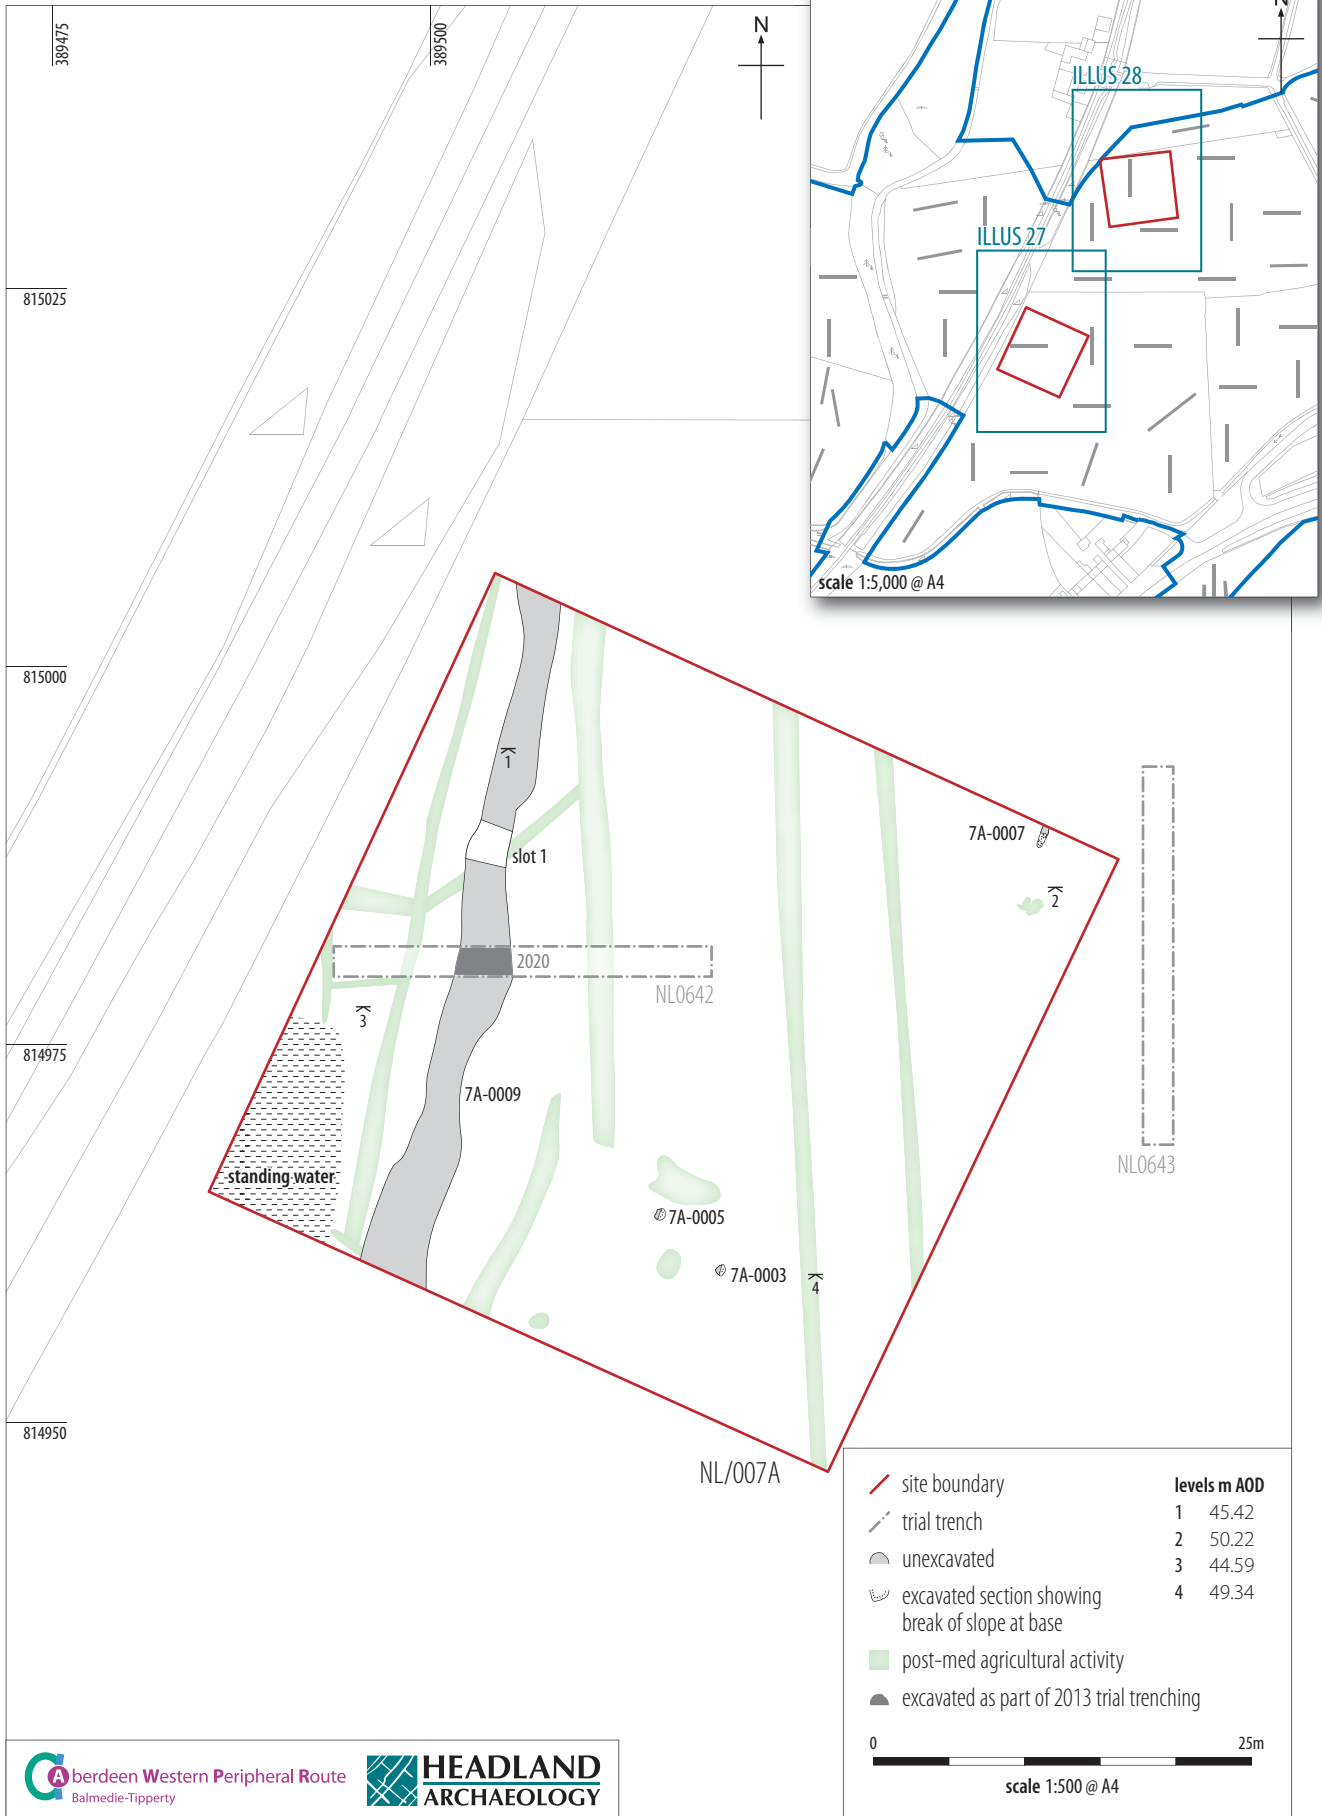 389475
389500
N
N
ILLUS 28
ILLUS 27
scale 1:5,000 @ A4
815025
815000
814975
814950
1
slot 1
7A-0007
2
2020
NL0642
3
7A-0009
standing water
NL0643
7A-0005
7A-0003
4
NL/007A
site boundary
trial trench
unexcavated
excavated section showing
break of slope at base
post-med agricultural activity
excavated as part of 2013 trial trenching
levels m AOD
1 45.42
2 50.22
3 44.59
4 49.34
0 25m
scale 1:500 @ A4
Aberdeen Western Peripheral Route
Balmedie-Tipperty
HEADLAND
ARCHAEOLOGY